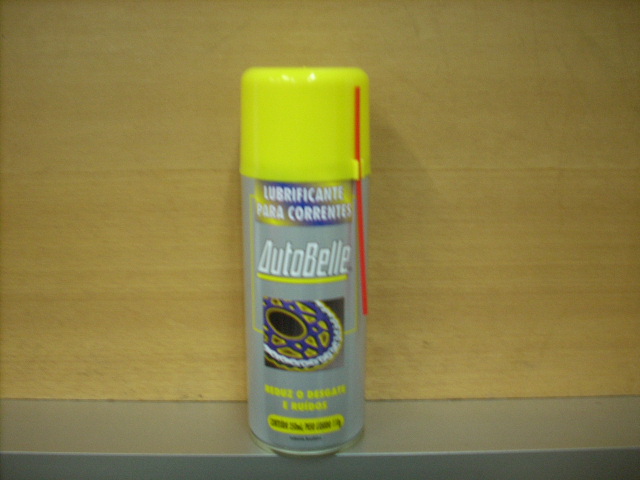 LUBRIFICANTE
PARA CORRENTES
AutoBelle
REDUZ O DESGASTE
E RUÍDOS